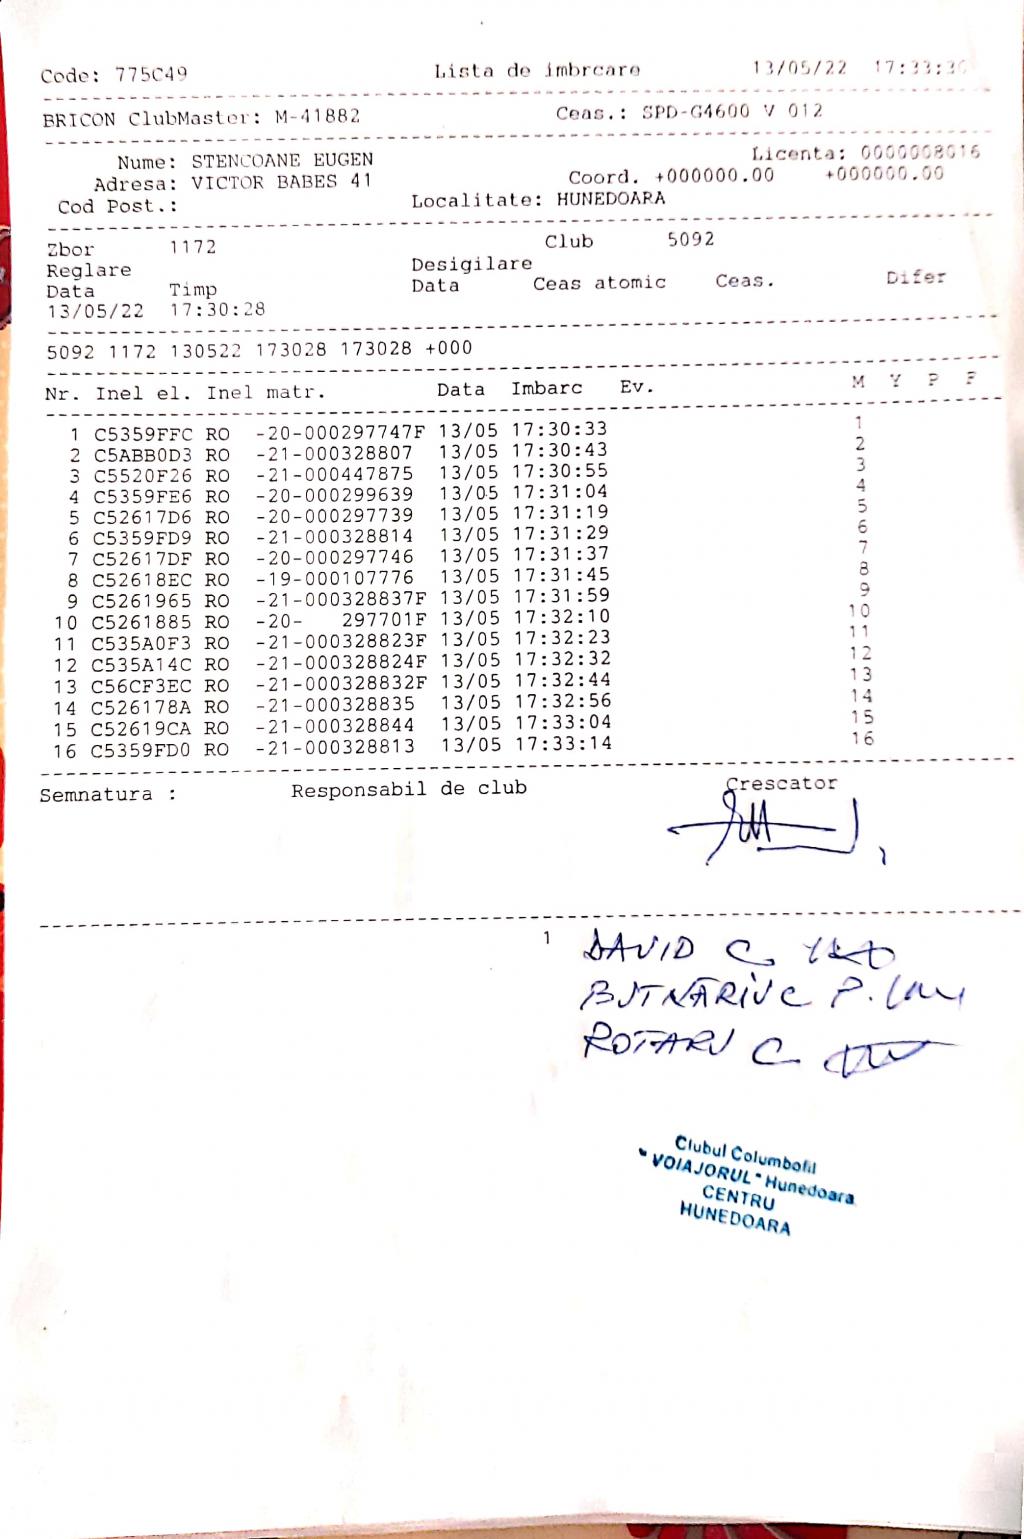 Code: 775C49 Lista de imbrcare 13/05/22 17:33:30
BRICON ClubMaster: M-41882 Ceas.: SPD-G4600 V 012
Nume: STENCOANE EUGEN Licenta: 0000008016
Adresa: VICTOR BABES 41 Coord. +000000.00 +000000.00
Cod Post.: Localitate: HUNEDOARA
Zbor 1172 Club 5092
Reglare Desigilare
Data Timp Data Ceas atomic Ceas. Difer
13/05/22 17:30:28
5092 1172 130522 173028 173028 +000
Nr. Inel el. Inel matr. Data Imbarc Ev. M Y P F
1 C5359FFC RO -20-000297747F 13/05 17:30:33 1
2 C5ABB0D3 RO -21-000328807 13/05 17:30:43 2
3 C5520F26 RO -21-000447875 13/05 17:30:55 3
4 C5359FE6 RO -20-000299639 13/05 17:31:04 4
5 C52617D6 RO -20-000297739 13/05 17:31:19 5
6 C5359FD9 RO -21-000328814 13/05 17:31:29 6
7 C52617DF RO -20-000297746 13/05 17:31:37 7
8 C52618EC RO -19-000107776 13/05 17:31:45 8
9 C5261965 RO -21-000328837F 13/05 17:31:59 9
10 C5261885 RO -20- 297701F 13/05 17:32:10 10
11 C535A0F3 RO -21-000328823F 13/05 17:32:23 11
12 C535A14C RO -21-000328824F 13/05 17:32:32 12
13 C56CF3EC RO -21-000328832F 13/05 17:32:44 13
14 C526178A RO -21-000328835 13/05 17:32:56 14
15 C52619CA RO -21-000328844 13/05 17:33:04 15
16 C5359FD0 RO -21-000328813 13/05 17:33:14 16
Semnatura : Responsabil de club Crescator
1 DAVID C.
BUTNĂRIUC P.
ROTARU C.
Clubul Columbofil
"VOIAJORUL" Hunedoara
CENTRU
HUNEDOARA